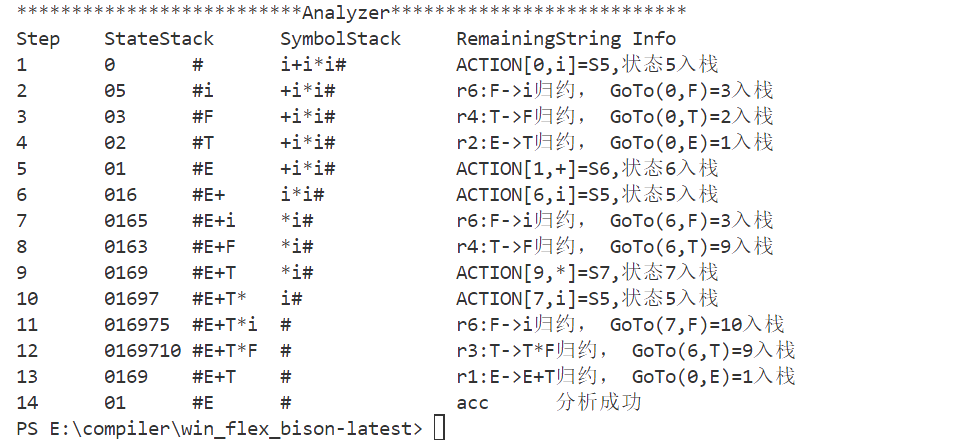 **************************Analyzer***************************
Step    StateStack      SymbolStack     RemainingString Info
1       0       #       i+i*i#          ACTION[0,i]=S5,状态5入栈
2       05      #i      +i*i#           r6:F->i归约, GoTo(0,F)=3入栈
3       03      #F      +i*i#           r4:T->F归约, GoTo(0,T)=2入栈
4       02      #T      +i*i#           r2:E->T归约, GoTo(0,E)=1入栈
5       01      #E      +i*i#           ACTION[1,+]=S6,状态6入栈
6       016     #E+     i*i#            ACTION[6,i]=S5,状态5入栈
7       0165    #E+i    *i#             r6:F->i归约, GoTo(6,F)=3入栈
8       0163    #E+F    *i#             r4:T->F归约, GoTo(6,T)=9入栈
9       0169    #E+T    *i#             ACTION[9,*]=S7,状态7入栈
10      01697   #E+T*   i#              ACTION[7,i]=S5,状态5入栈
11      016975  #E+T*i  #               r6:F->i归约, GoTo(7,F)=10入栈
12      0169710 #E+T*F  #               r3:T->T*F归约, GoTo(6,T)=9入栈
13      0169    #E+T    #               r1:E->E+T归约, GoTo(0,E)=1入栈
14      01      #E      #               acc      分析成功
PS E:\compiler\win_flex_bison-latest>